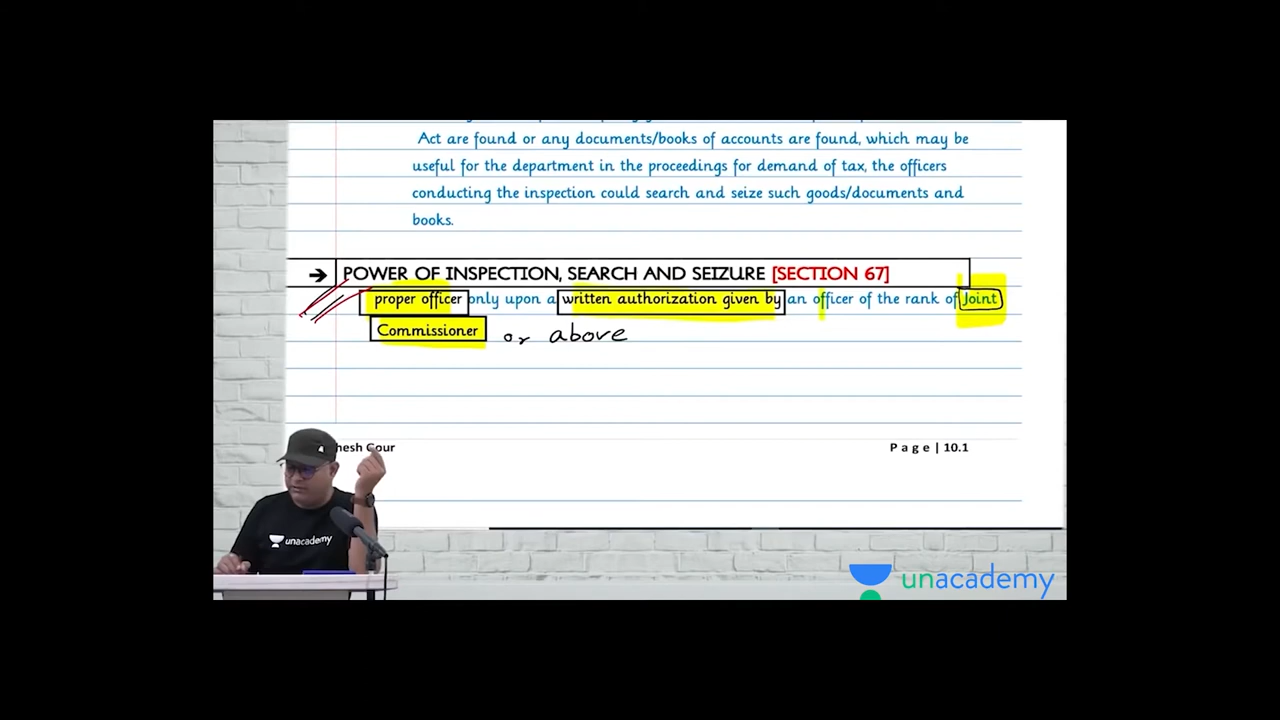 Act are found or any documents/books of accounts are found, which may be
useful for the department in the proceedings for demand of tax, the officers
conducting the inspection could search and seize such goods/documents and
books.
➔ POWER OF INSPECTION, SEARCH AND SEIZURE [SECTION 67]
proper officer only upon a written authorization given by an officer of the rank of Joint
Commissioner or above
hesh Gour
Page | 10.1
unacademy
unacademy